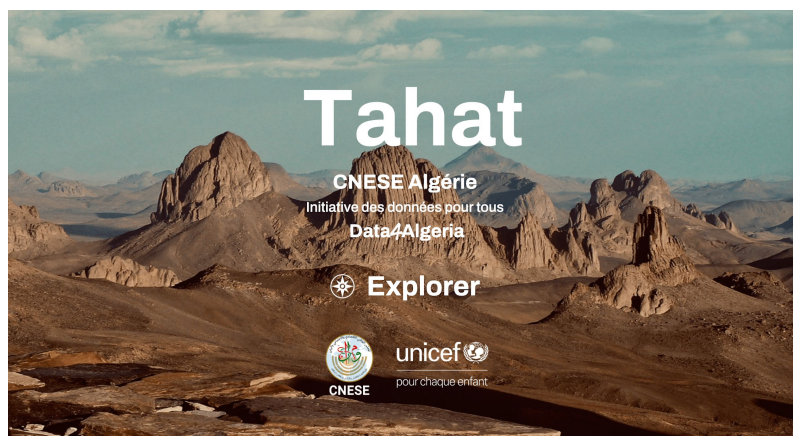 Tahat
CNESE Algérie
Initiative des données pour tous
Data4Algeria
Explorer
unicef
pour chaque enfant
CNESE